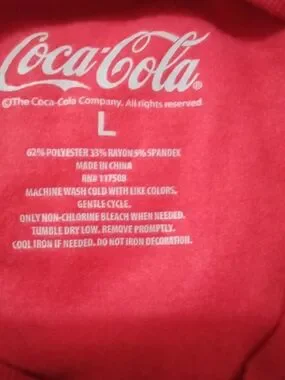 Coca-Cola®
©The Coca-Cola Company. All rights reserved
L
62% POLYESTER 33% RAYON 5% SPANDEX
MADE IN CHINA
RN# 117508
MACHINE WASH COLD WITH LIKE COLORS,
GENTLE CYCLE.
ONLY NON-CHLORINE BLEACH WHEN NEEDED.
TUMBLE DRY LOW. REMOVE PROMPTLY.
COOL IRON IF NEEDED. DO NOT IRON DECORATION.